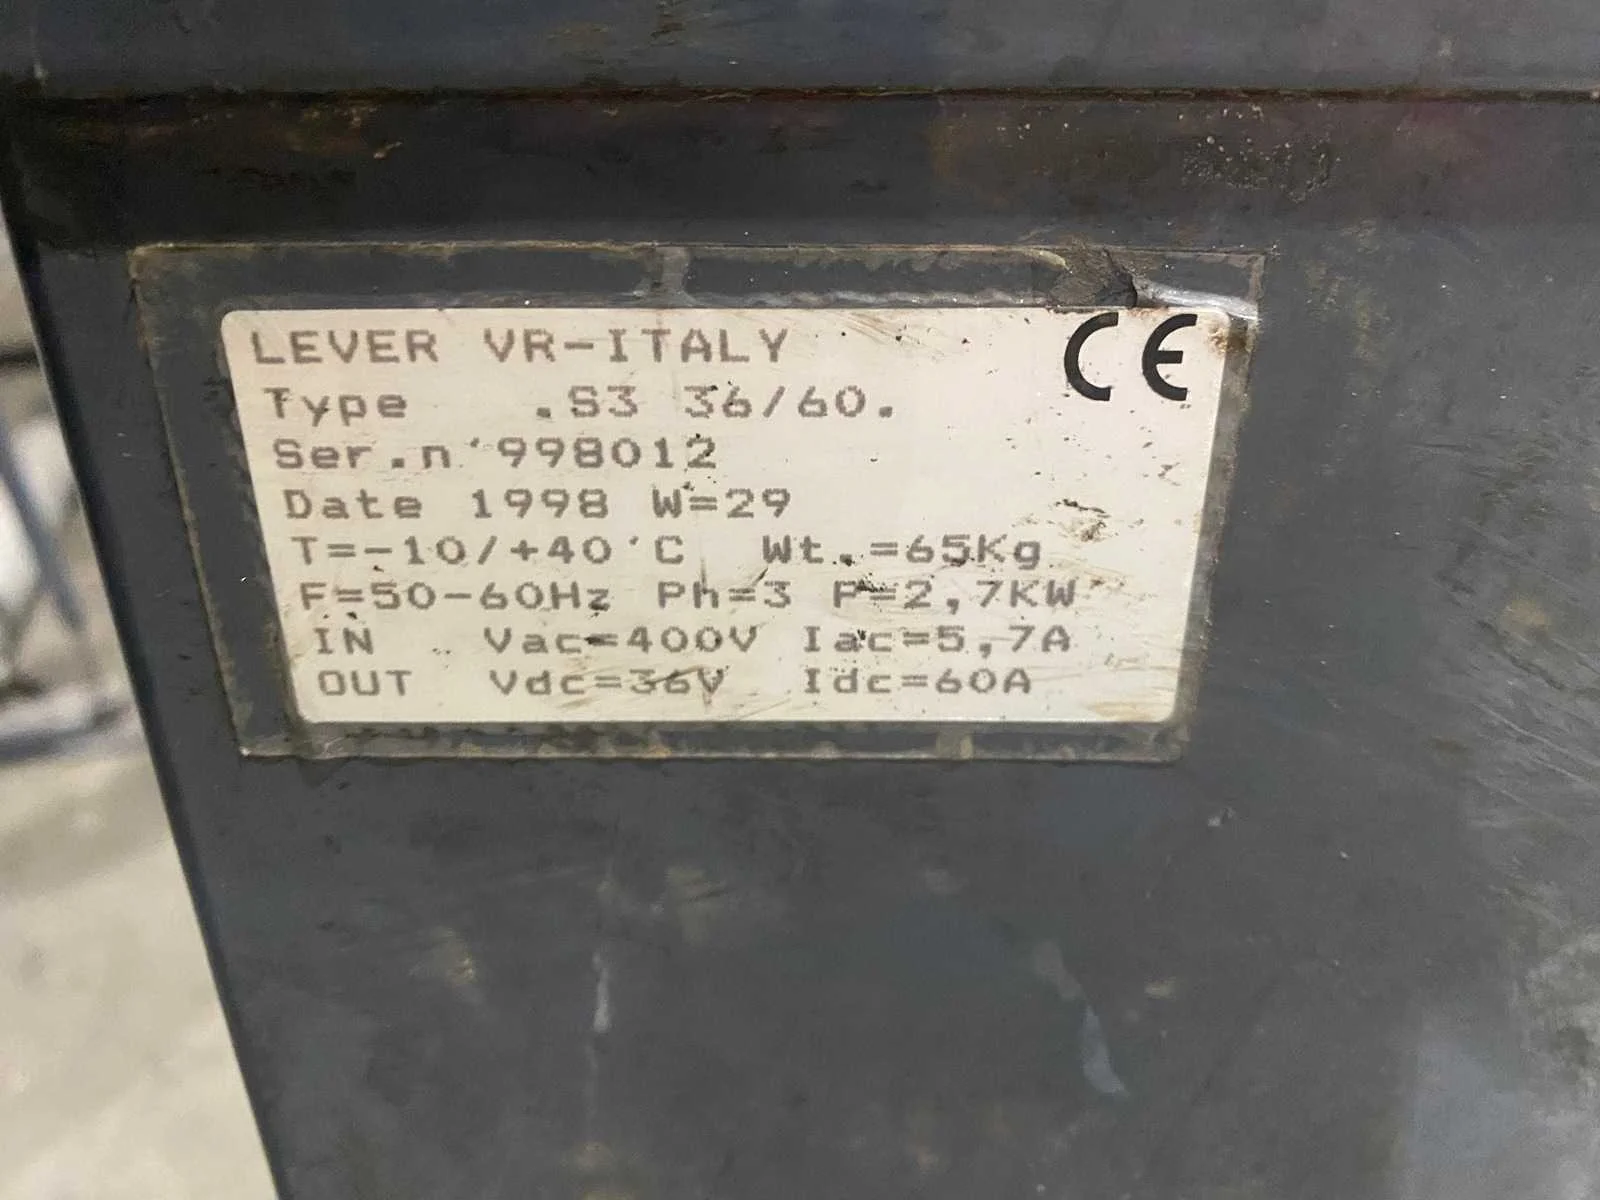 LEVER VR-ITALY CE
Type .S3 36/60.
Ser.n°998012
Date 1998 W=29
T=-10/+40°C Wt.=65Kg
F=50-60Hz Ph=3 P=2,7KW
IN Vac=400V Iac=5,7A
OUT Vdc=36V Idc=60A